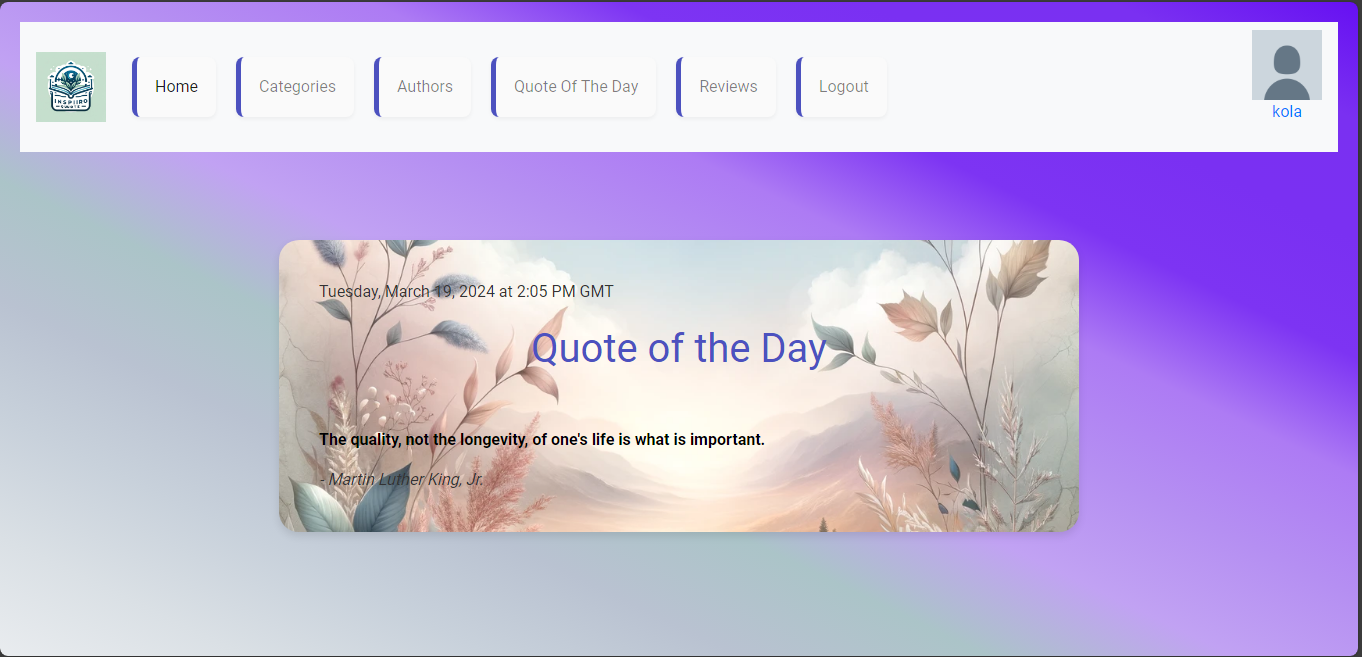 INSPIIRO
QUOTE
Home
Categories
Authors
Quote Of The Day
Reviews
Logout
kola
Tuesday, March 19, 2024 at 2:05 PM GMT
Quote of the Day
The quality, not the longevity, of one's life is what is important.
- Martin Luther King, Jr.